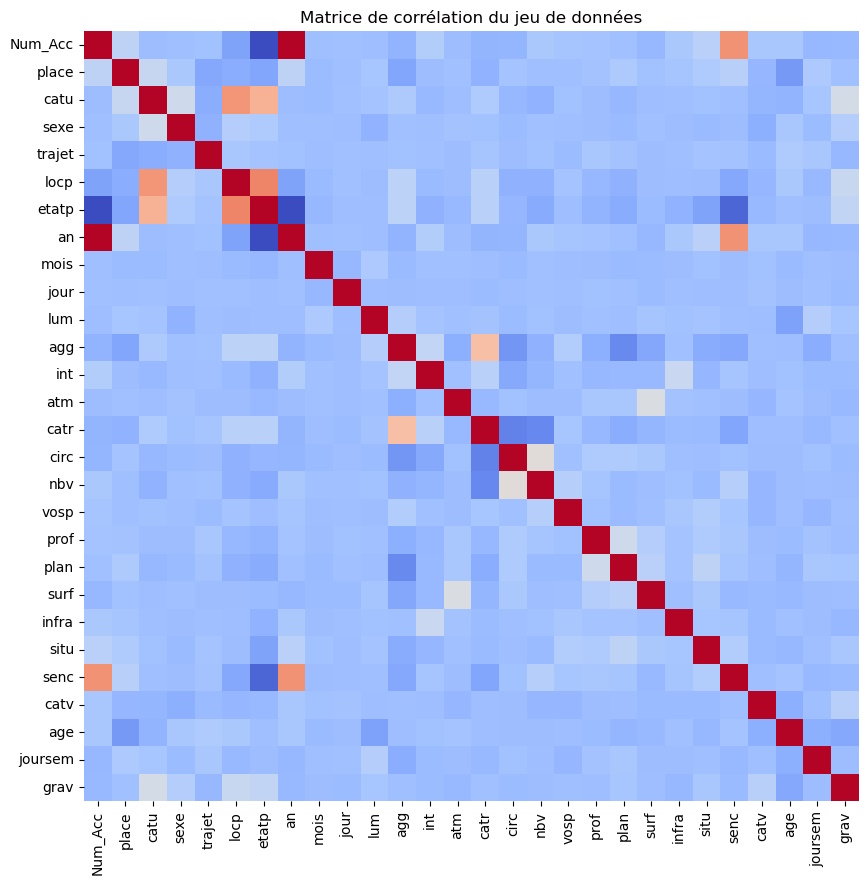 Matrice de corrélation du jeu de données
Num_Acc
place
catu
sexe
trajet
locp
etatp
an
mois
jour
lum
agg
int
atm
catr
circ
nbv
vosp
prof
plan
surf
infra
situ
senc
catv
age
joursem
grav
Num_Acc place catu sexe trajet locp etatp an mois jour lum agg int atm catr circ nbv vosp prof plan surf infra situ senc catv age joursem grav